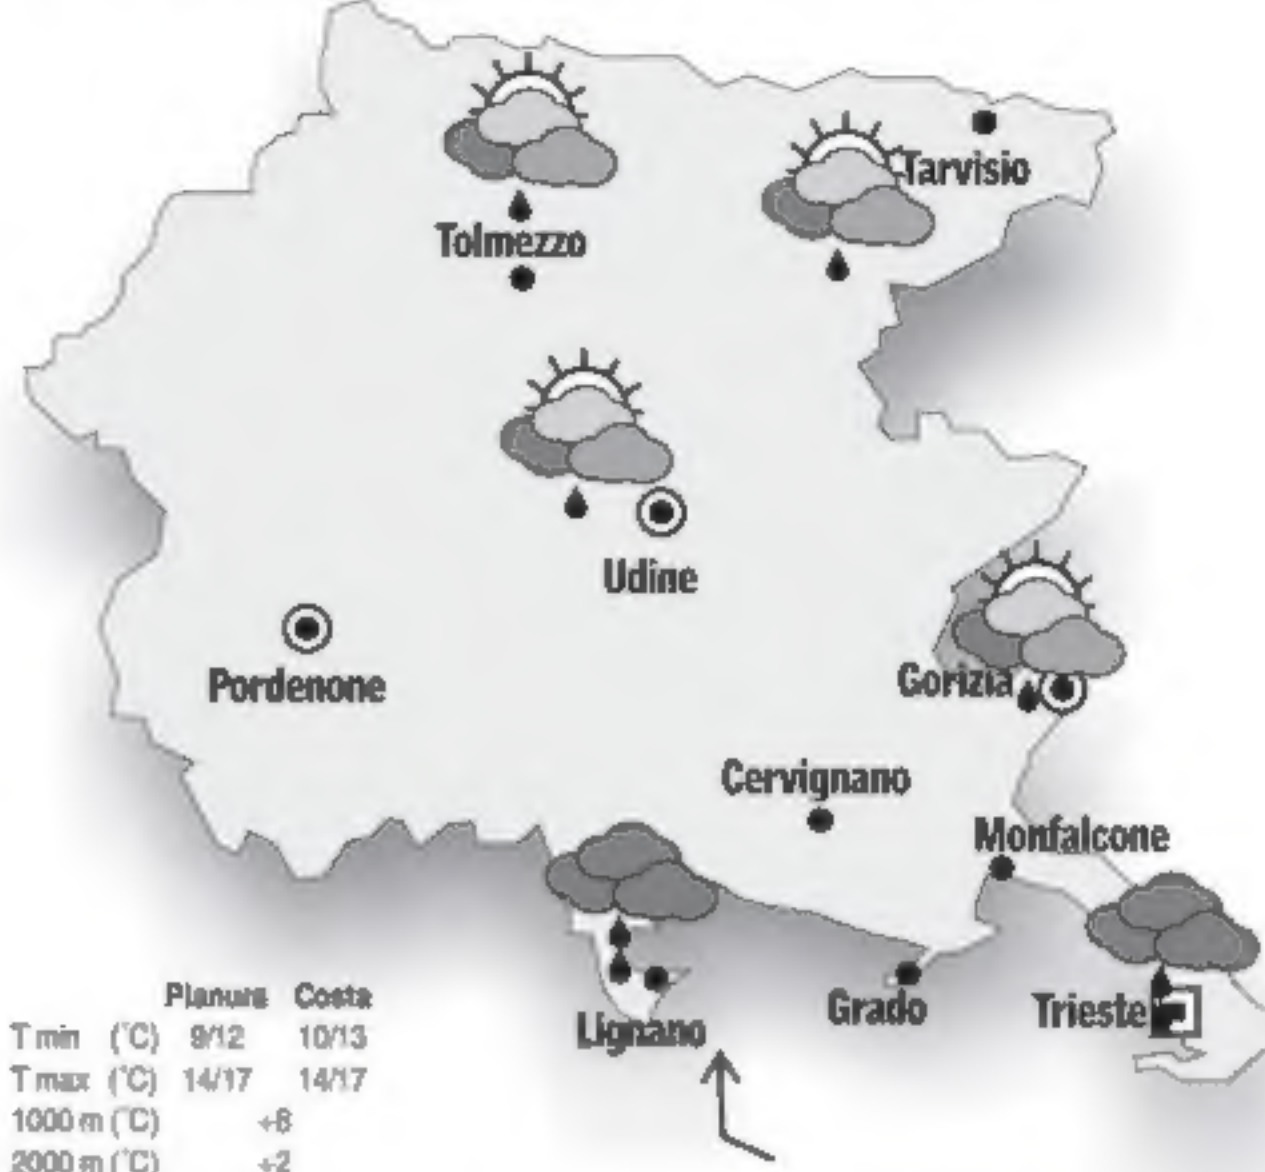 Tarvisio
Tolmezzo
Udine
Pordenone
Gorizia
Cervignano
Monfalcone
Lignano
Grado
Trieste
Pianura Costa
T min (°C) 9/12 10/13
T max (°C) 14/17 14/17
1000 m (°C)
2000 m (°C) +2